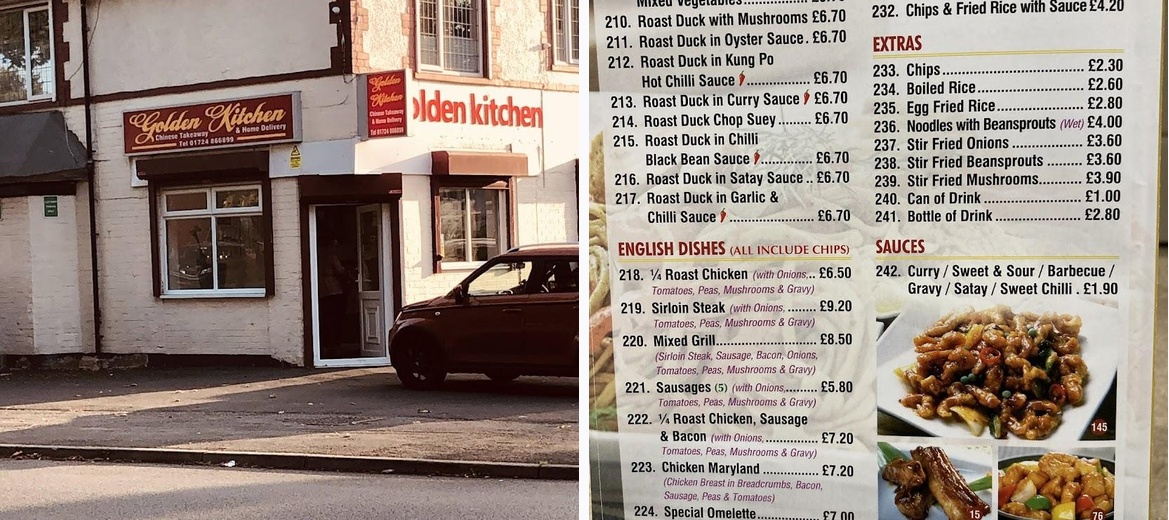 Golden Kitchen
Chinese Takeaway & Home Delivery
Tel 01724 866899
Golden
Kitchen
Chinese Takeaway
& Home Delivery
Tel 01724 866899
olden kitchen
Mixed Vegetables
210. Roast Duck with Mushrooms £6.70
211. Roast Duck in Oyster Sauce. £6.70
212. Roast Duck in Kung Po
Hot Chilli Sauce .................... £6.70
213. Roast Duck in Curry Sauce £6.70
214. Roast Duck Chop Suey ....... £6.70
215. Roast Duck in Chilli
Black Bean Sauce ................ £6.70
216. Roast Duck in Satay Sauce .. £6.70
217. Roast Duck in Garlic &
Chilli Sauce .......................... £6.70
ENGLISH DISHES (ALL INCLUDE CHIPS)
218. ¼ Roast Chicken (with Onions... £6.50
Tomatoes, Peas, Mushrooms & Gravy)
219. Sirloin Steak (with Onions, ........ £9.20
Tomatoes, Peas, Mushrooms & Gravy)
220. Mixed Grill............................ £8.50
(Sirloin Steak, Sausage, Bacon, Onions,
Tomatoes, Peas, Mushrooms & Gravy)
221. Sausages (5) (with Onions,......... £5.80
Tomatoes, Peas, Mushrooms & Gravy)
222. ¼ Roast Chicken, Sausage
& Bacon (with Onions, .............. £7.20
Tomatoes, Peas, Mushrooms & Gravy)
223. Chicken Maryland ............... £7.20
(Chicken Breast in Breadcrumbs, Bacon,
Sausage, Peas & Tomatoes)
224. Special Omelette .................. £7.00
232. Chips & Fried Rice with Sauce £4.20
EXTRAS
233. Chips ................................. £2.30
234. Boiled Rice ......................... £2.60
235. Egg Fried Rice ..................... £2.80
236. Noodles with Beansprouts (Wet) £4.00
237. Stir Fried Onions ................. £3.60
238. Stir Fried Beansprouts ......... £3.60
239. Stir Fried Mushrooms........... £3.90
240. Can of Drink ....................... £1.00
241. Bottle of Drink .................... £2.80
SAUCES
242. Curry / Sweet & Sour / Barbecue /
Gravy / Satay / Sweet Chilli . £1.90
145
15
76